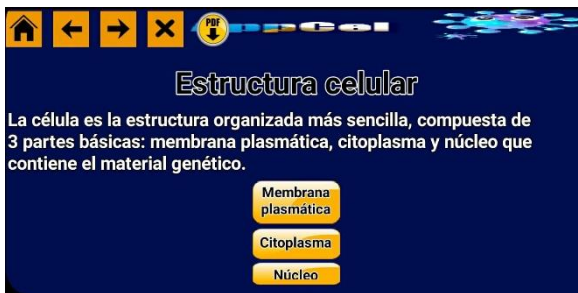 PDF
Estructura celular
La célula es la estructura organizada más sencilla, compuesta de
3 partes básicas: membrana plasmática, citoplasma y núcleo que
contiene el material genético.
Membrana
plasmática
Citoplasma
Núcleo